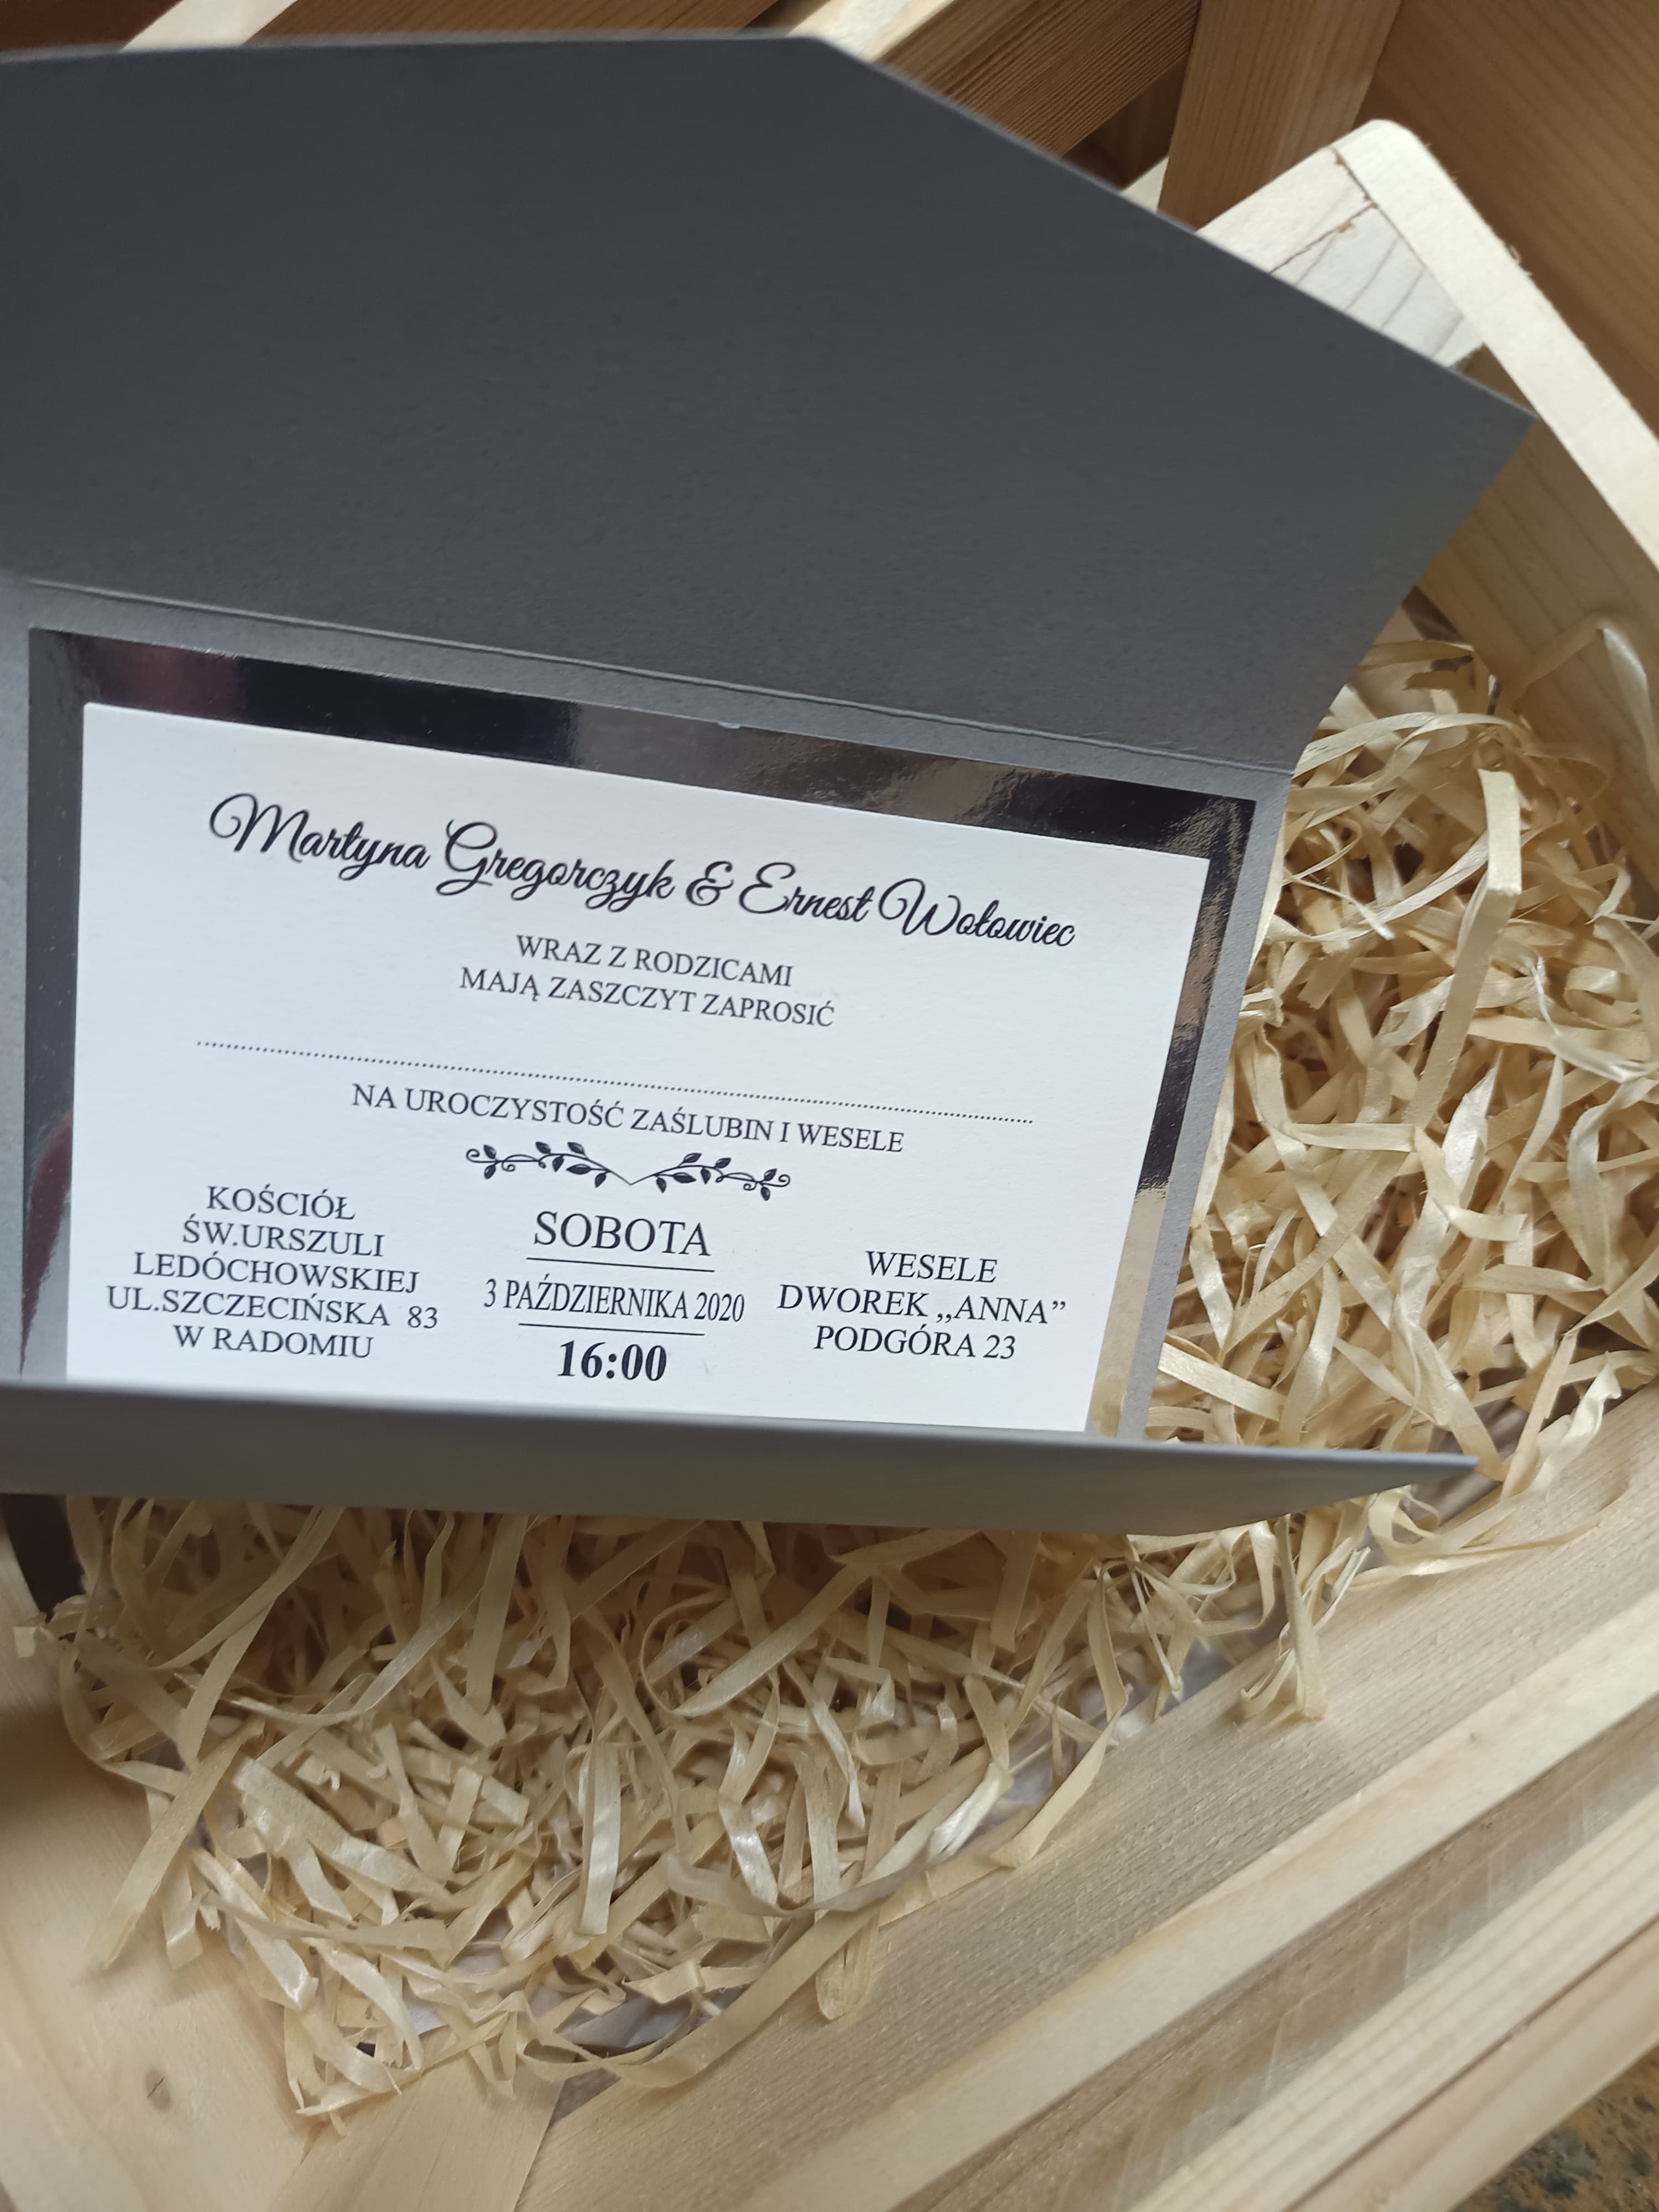 Martyna Gregorczyk & Ernest Wołowiec
WRAZ Z RODZICAMI
MAJĄ ZASZCZYT ZAPROSIĆ
NA UROCZYSTOŚĆ ZAŚLUBIN I WESELE
KOŚCIÓŁ
ŚW.URSZULI
LEDÓCHOWSKIEJ
UL.SZCZECIŃSKA 83
W RADOMIU
SOBOTA
3 PAŹDZIERNIKA 2020
16:00
WESELE
DWOREK ,,ANNA”
PODGÓRA 23